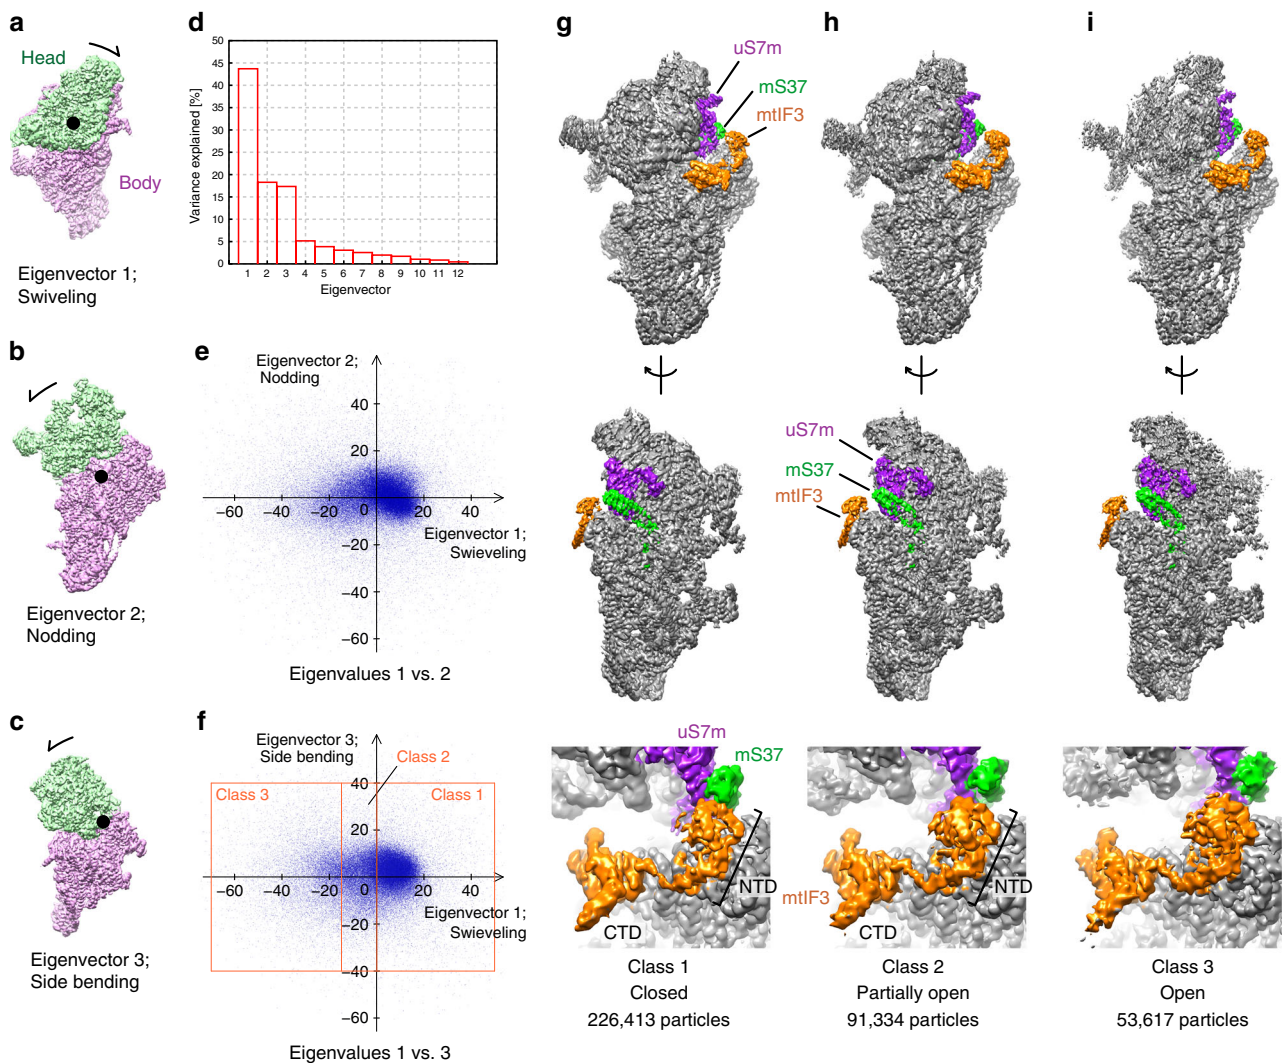 a
Head
Body
Eigenvector 1;
Swiveling
b
Eigenvector 2;
Nodding
c
Eigenvector 3;
Side bending
d
Variance explained [%]
50
45
40
35
30
25
20
15
10
5
0
1 2 3 4 5 6 7 8 9 10 11 12
Eigenvector
e
Eigenvector 2;
Nodding
40
20
−60 −40 −20 0 20 40
Eigenvector 1;
Swieveling
−20
−40
−60
Eigenvalues 1 vs. 2
f
Eigenvector 3;
Side bending
Class 2
Class 3
40
Class 1
20
−60 −40 −20 0 20 40
Eigenvector 1;
Swieveling
−20
−40
−60
Eigenvalues 1 vs. 3
g
uS7m
mS37
mtIF3
h
i
uS7m
mS37
mtIF3
uS7m
mS37
NTD
CTD
Class 1
Closed
226,413 particles
mtIF3
NTD
CTD
Class 2
Partially open
91,334 particles
Class 3
Open
53,617 particles